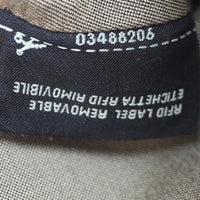 03488206
RFID LABEL REMOVABLE
ETICHETTA RFID RIMOVIBILE